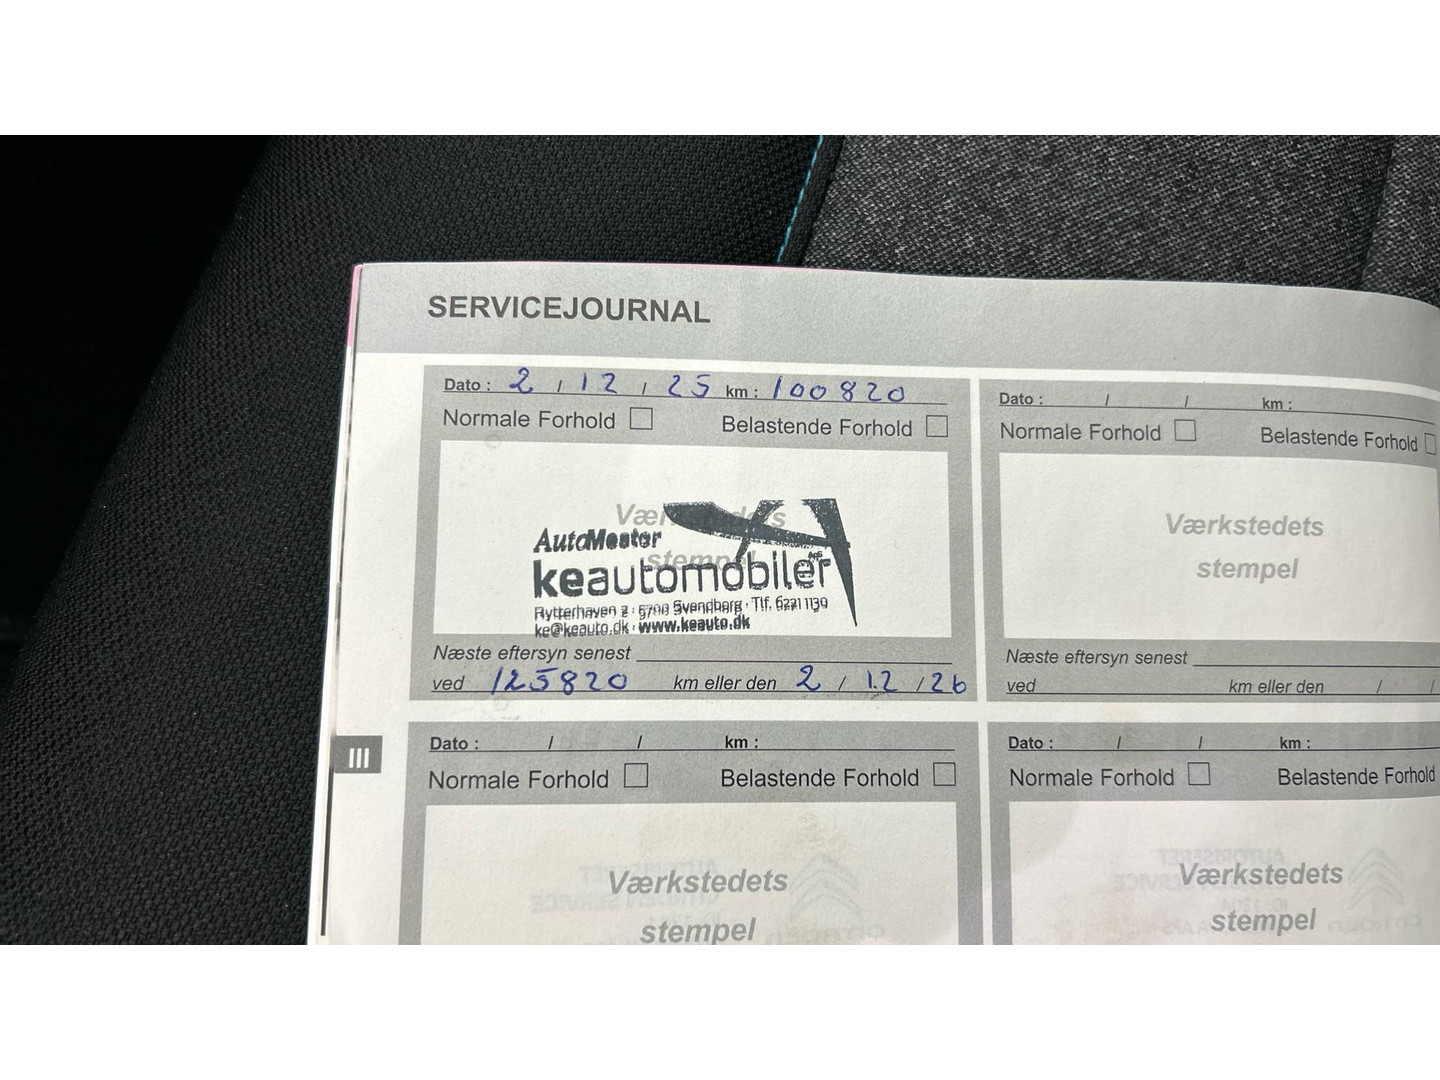 SERVICEJOURNAL
Dato : 2 / 12 / 25 km : 100820
Normale Forhold Belastende Forhold
Værkstedets
stempel
AutoMester
keautomobiler ApS
Rytterhaven 2 · 5700 Svendborg · Tlf. 6221 1139
ke@keauto.dk · www.keauto.dk
Næste eftersyn senest
ved 125820 km eller den 2 / 12 / 26
Dato : / / km :
Normale Forhold Belastende Forhold
Værkstedets
stempel
Næste eftersyn senest
ved km eller den / /
III
Dato : / / km :
Normale Forhold Belastende Forhold
Værkstedets
stempel
Dato : / / km :
Normale Forhold Belastende Forhold
Værkstedets
stempel